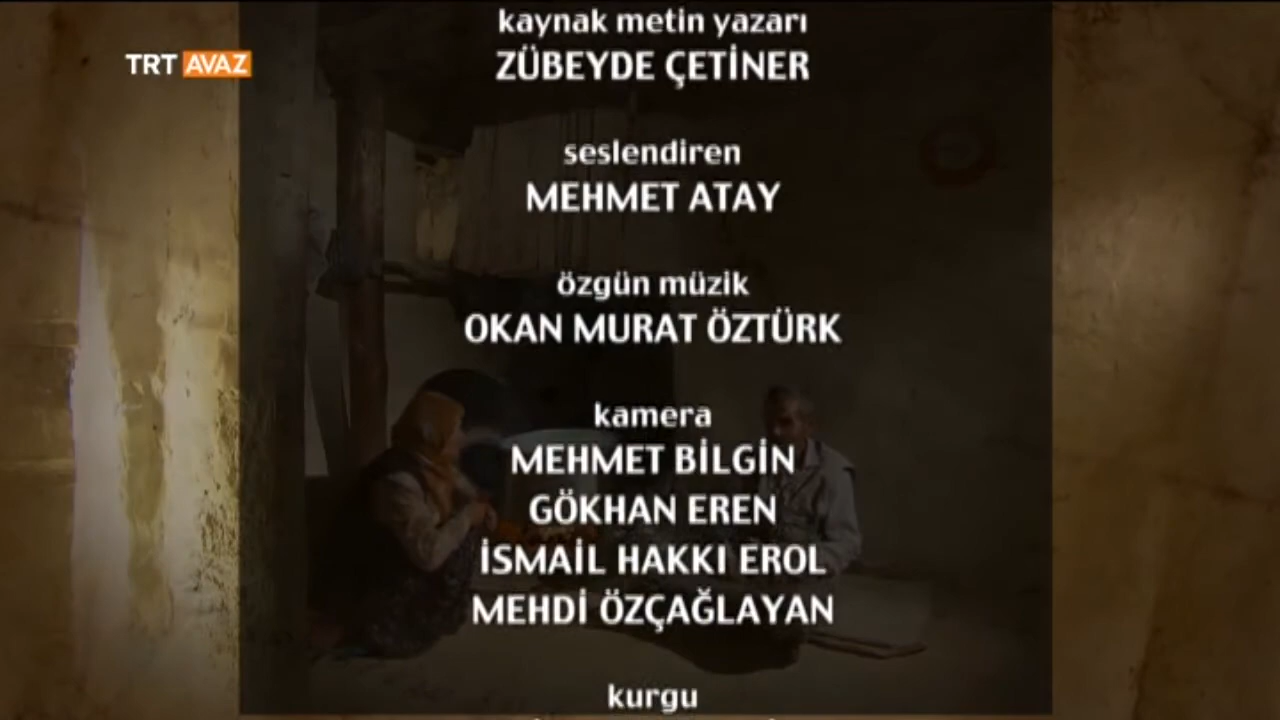 kaynak metin yazarı
TRT AVAZ
ZÜBEYDE ÇETİNER
seslendiren
MEHMET ATAY
özgün müzik
OKAN MURAT ÖZTÜRK
kamera
MEHMET BİLGİN
GÖKHAN EREN
İSMAİL HAKKI EROL
MEHDİ ÖZÇAĞLAYAN
kurgu